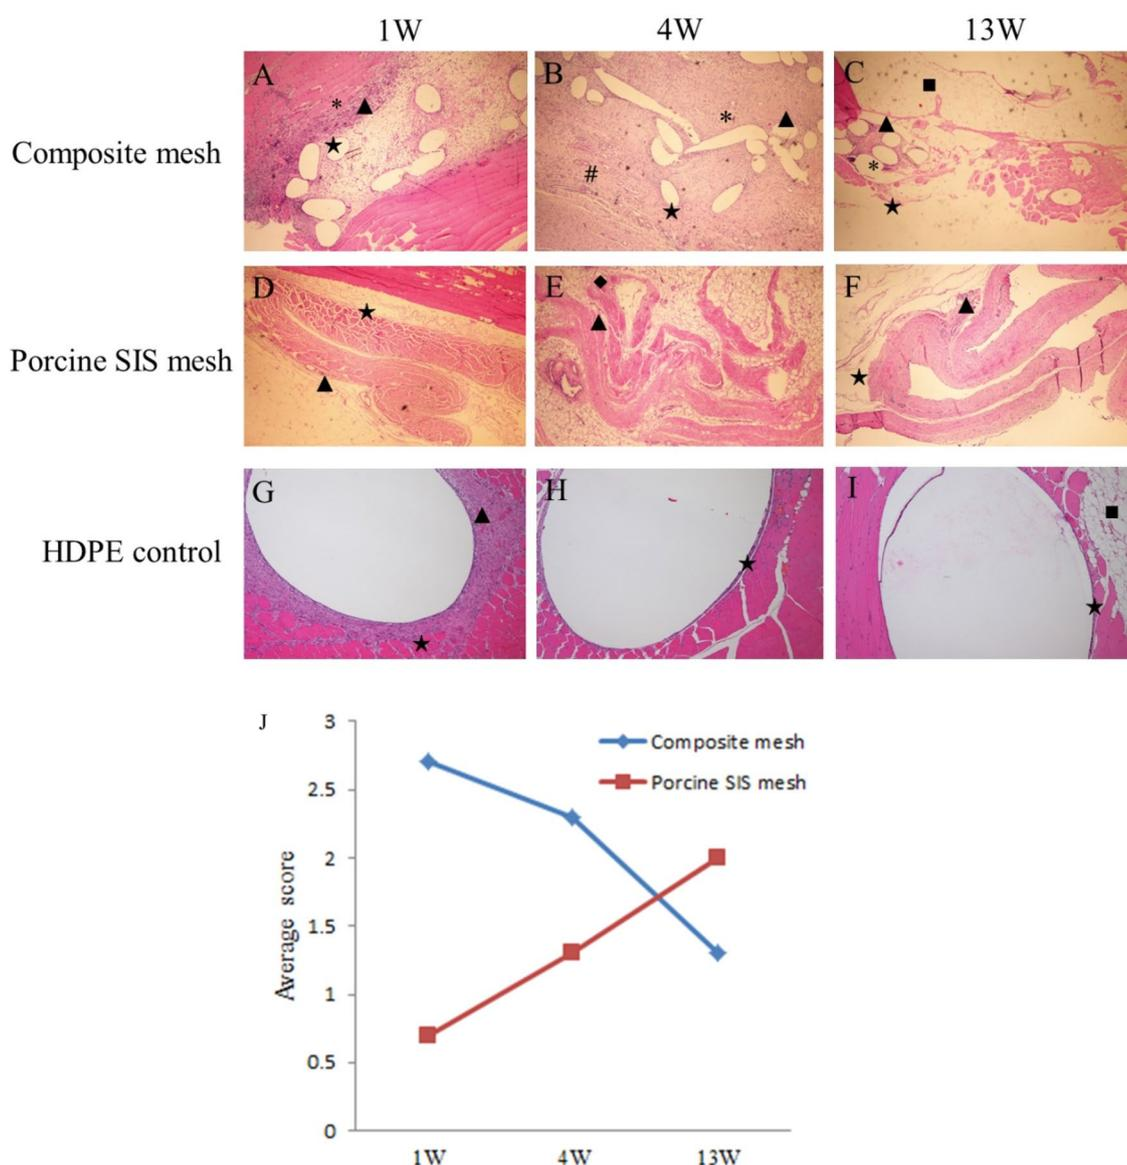 1W 4W 13W
Composite mesh
A * B * # C *
Porcine SIS mesh
D E F
HDPE control
G H I
J
3
Composite mesh
Porcine SIS mesh
2.5
2
1.5
1
0.5
0
Average score
1W 4W 13W